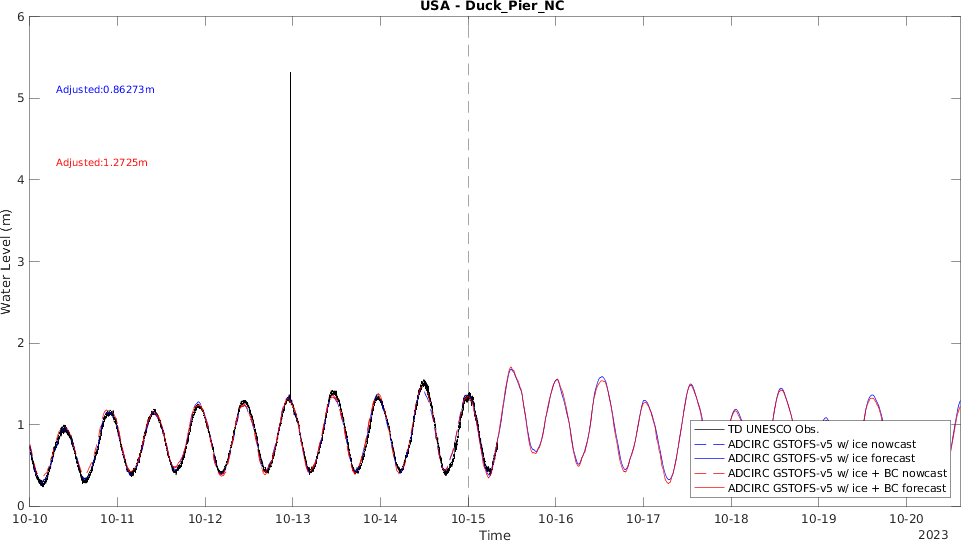 USA - Duck_Pier_NC
6
Adjusted:0.86273m
5
Adjusted:1.2725m
4
3
Water Level (m)
2
1
TD UNESCO Obs.
ADCIRC GSTOFS-v5 w/ ice nowcast
ADCIRC GSTOFS-v5 w/ ice forecast
ADCIRC GSTOFS-v5 w/ ice + BC nowcast
ADCIRC GSTOFS-v5 w/ ice + BC forecast
0
10-10 10-11 10-12 10-13 10-14 10-15 10-16 10-17 10-18 10-19 10-20
Time
2023